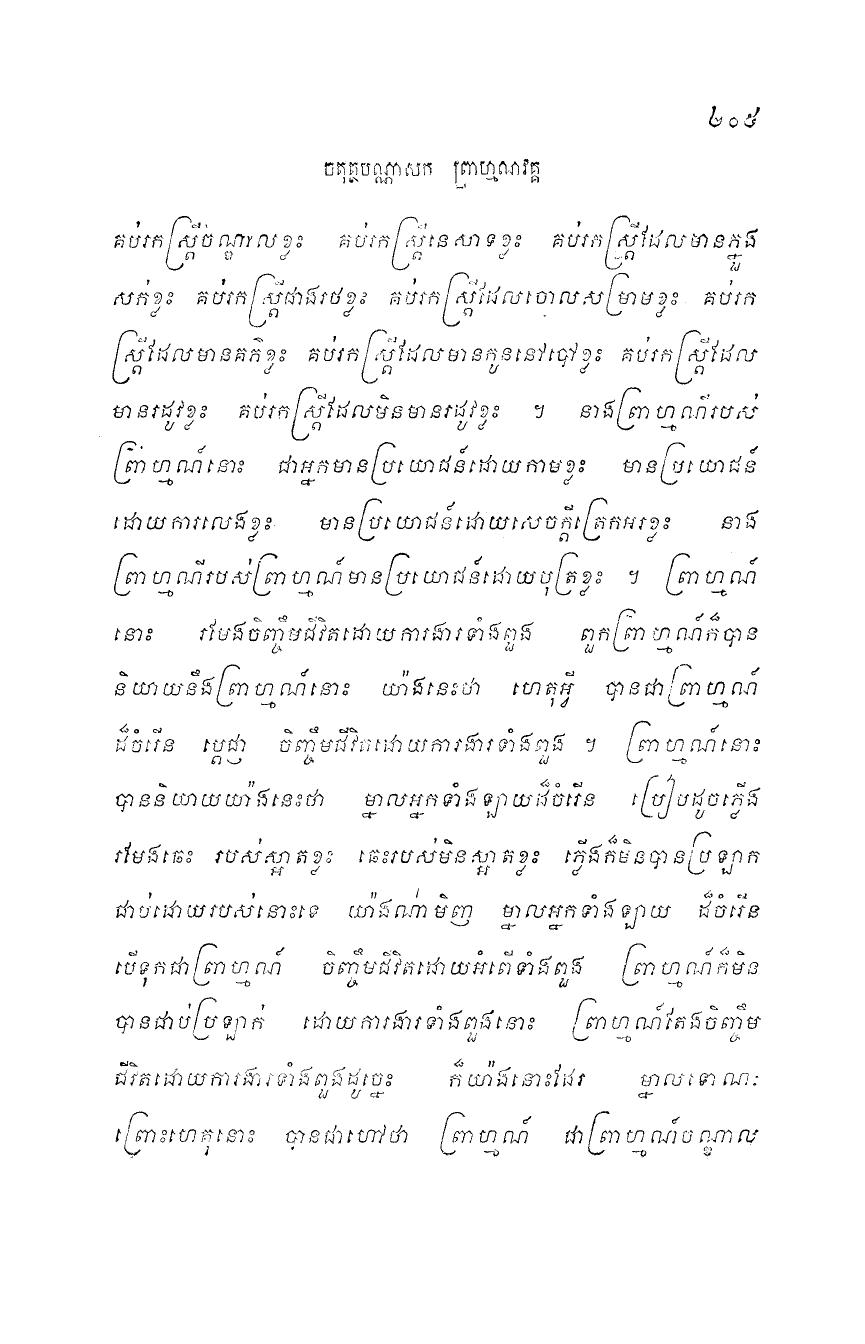 ២០៥
ចតុត្ថបណ្ណាសក ព្រាហ្មណវគ្គ
គប់រកស្ត្រីចណ្ឌាលខ្លះ គប់រកស្ត្រីនេសាទខ្លះ គប់រកស្ត្រីដែលមានក្នួង
សក់ខ្លះ គប់រកស្ត្រីជាងរថខ្លះ គប់រកស្ត្រីដែលចោលសម្រាមខ្លះ គប់រក
ស្ត្រីដែលមានគភ៌ខ្លះ គប់រកស្ត្រីដែលមានកូននៅបៅខ្លះ គប់រកស្ត្រីដែល
មានរដូវខ្លះ គប់រកស្ត្រីដែលមិនមានរដូវខ្លះ ។ នាងព្រាហ្មណីរបស់
ព្រាហ្មណ៍នោះ ជាអ្នកមានប្រយោជន៍ដោយកាមខ្លះ មានប្រយោជន៍
ដោយការលេងខ្លះ មានប្រយោជន៍ដោយសេចក្តីត្រេកអរខ្លះ នាង
ព្រាហ្មណីរបស់ព្រាហ្មណ៍មានប្រយោជន៍ដោយបុត្រខ្លះ ។ ព្រាហ្មណ៍
នោះ រមែងចិញ្ចឹមជីវិតដោយការងារទាំងពួង ពួកព្រាហ្មណ៍ក៏បាន
និយាយនឹងព្រាហ្មណ៍នោះ យ៉ាងនេះថា ហេតុអ្វី បានជាព្រាហ្មណ៍
ដ៏ចំរើន ប្តេជ្ញា ចិញ្ចឹមជីវិតដោយការងារទាំងពួង ។ ព្រាហ្មណ៍នោះ
បាននិយាយយ៉ាងនេះថា ម្នាលអ្នកទាំងឡាយដ៏ចំរើន ប្រៀបដូចភ្លើង
រមែងឆេះ របស់ស្អាតខ្លះ ឆេះរបស់មិនស្អាតខ្លះ ភ្លើងក៏មិនបានប្រឡាក
ជាប់ដោយរបស់នោះទេ យ៉ាងណាំមិញ ម្នាលអ្នកទាំងឡាយ ដ៏ចំរើន
បើទុកជាព្រាហ្មណ៍ ចិញ្ចឹមជីវិតដោយអំពើទាំងពួង ព្រាហ្មណ៍ក៏មិន
បានជាប់ប្រឡាក់ ដោយការងារទាំងពួងនោះ ព្រាហ្មណ៍តែងចិញ្ចឹម
ជីវិតដោយការងារទាំងពួងដូច្នេះ ក៏យ៉ាងនោះដែរ ម្នាលទោណៈ
ព្រោះហេតុនោះ បានជាហៅថា ព្រាហ្មណ៍ ជាព្រាហ្មណ៍ចណ្ឌាល